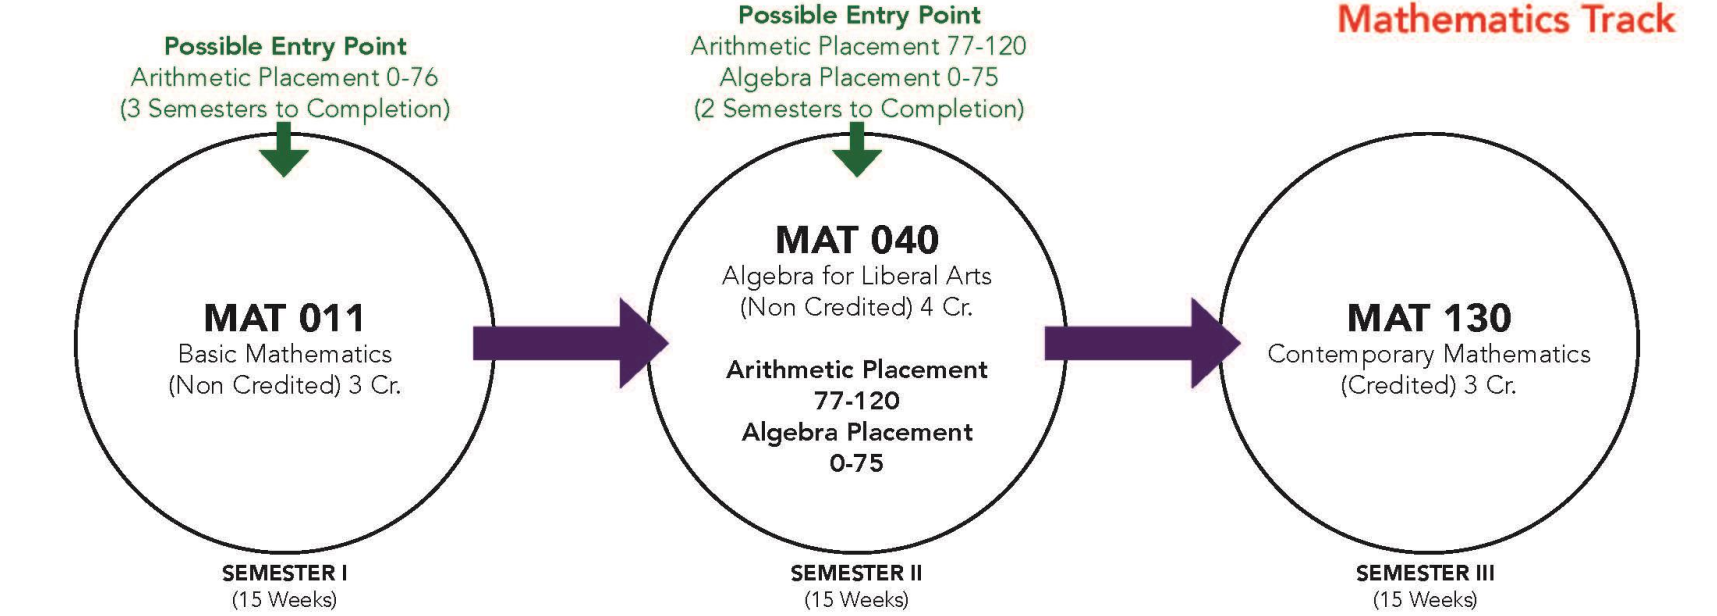 Mathematics Track
Possible Entry Point
Arithmetic Placement 0-76
(3 Semesters to Completion)
MAT 011
Basic Mathematics
(Non Credited) 3 Cr.
SEMESTER I
(15 Weeks)
Possible Entry Point
Arithmetic Placement 77-120
Algebra Placement 0-75
(2 Semesters to Completion)
MAT 040
Algebra for Liberal Arts
(Non Credited) 4 Cr.
Arithmetic Placement
77-120
Algebra Placement
0-75
SEMESTER II
(15 Weeks)
MAT 130
Contemporary Mathematics
(Credited) 3 Cr.
SEMESTER III
(15 Weeks)